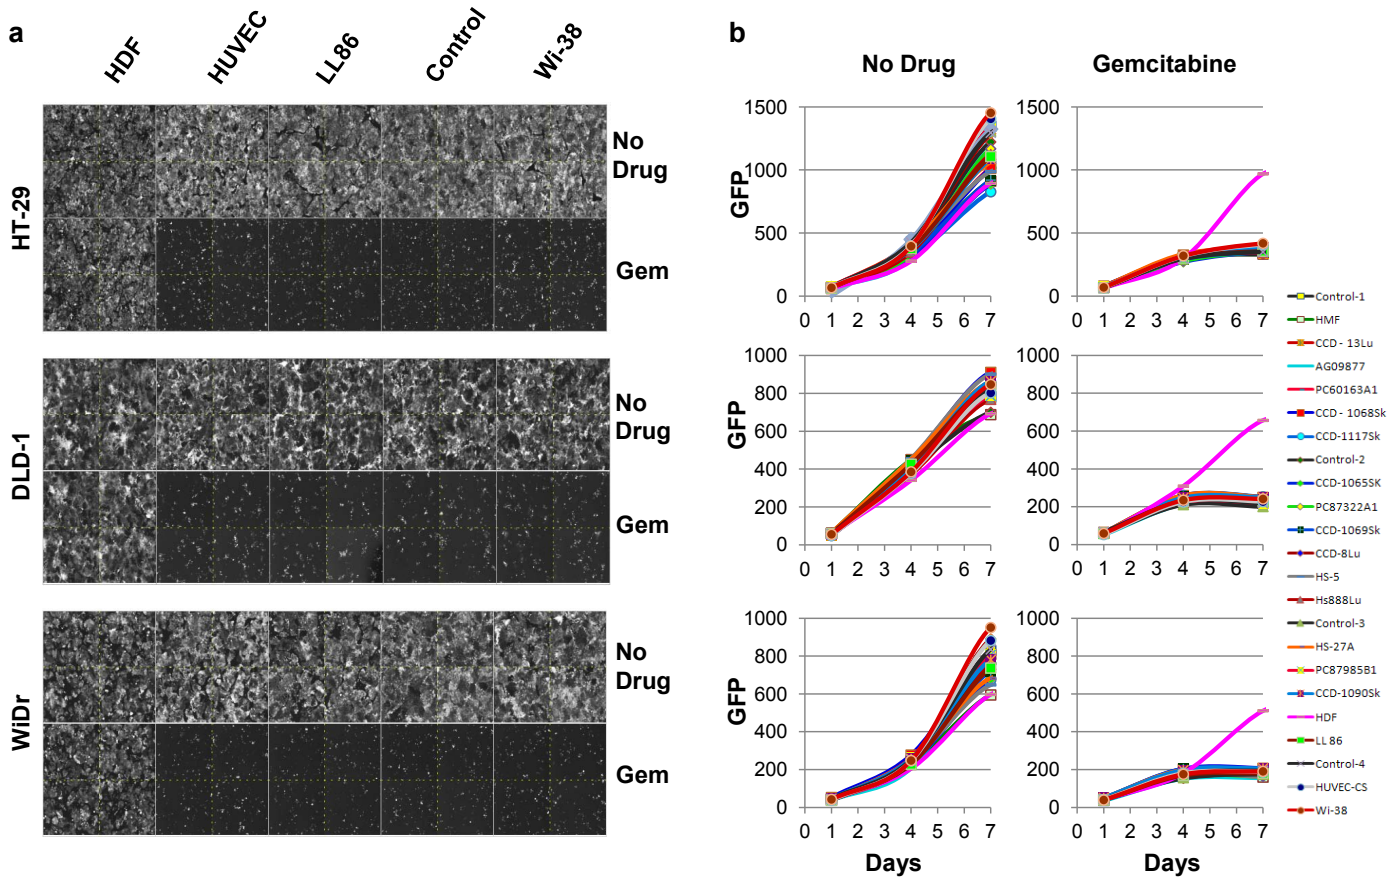 a
HDF
HUVEC
LL86
Control
Wi-38
HT-29
No
Drug
Gem
DLD-1
No
Drug
Gem
WiDr
No
Drug
Gem
b
No Drug
Gemcitabine
GFP
1500
1000
500
0
0 1 2 3 4 5 6 7
1500
1000
500
0
0 1 2 3 4 5 6 7
GFP
1000
800
600
400
200
0
0 1 2 3 4 5 6 7
1000
800
600
400
200
0
0 1 2 3 4 5 6 7
GFP
1000
800
600
400
200
0
0 1 2 3 4 5 6 7
Days
1000
800
600
400
200
0
0 1 2 3 4 5 6 7
Days
Control-1
HMF
CCD - 13Lu
AG09877
PC60163A1
CCD - 1068Sk
CCD-1117Sk
Control-2
CCD-1065SK
PC87322A1
CCD-1069Sk
CCD-8Lu
HS-5
Hs888Lu
Control-3
HS-27A
PC87985B1
CCD-1090Sk
HDF
LL 86
Control-4
HUVEC-CS
Wi-38